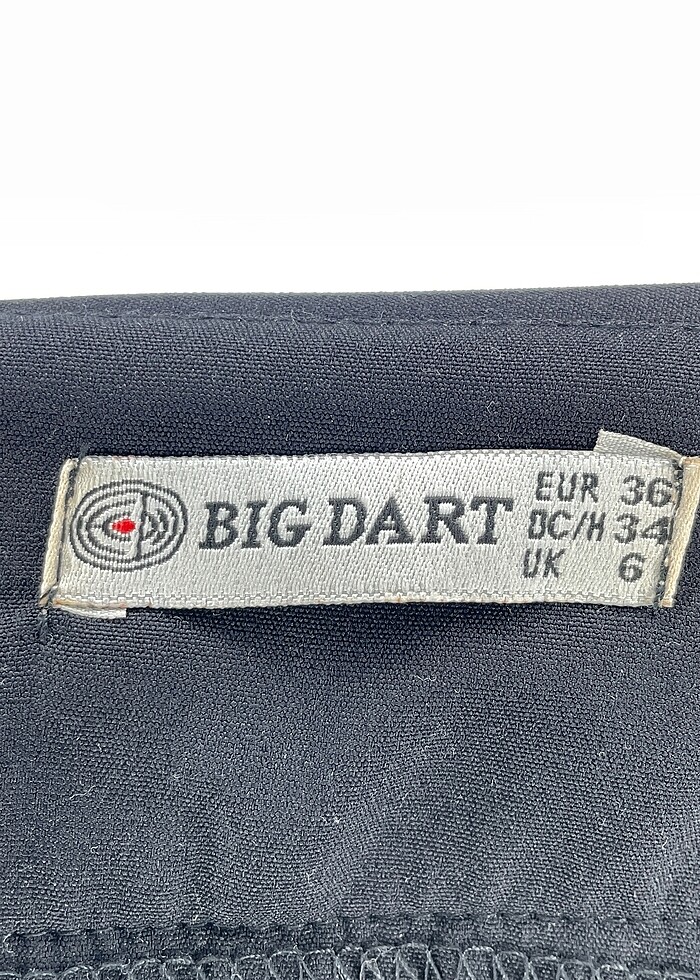 BIG DART
EUR 36
DC/H 34
UK 6